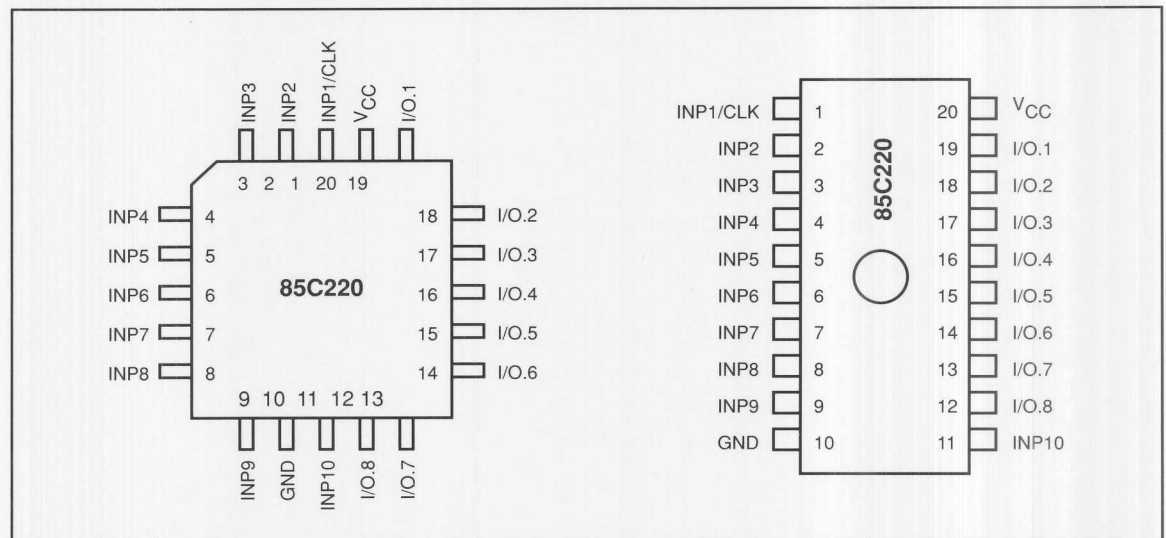 INP3 INP2 INP1/CLK VCC I/O.1
3 2 1 20 19
INP4 4 18 I/O.2
INP5 5 17 I/O.3
INP6 6 85C220 16 I/O.4
INP7 7 15 I/O.5
INP8 8 14 I/O.6
9 10 11 12 13
INP9 GND INP10 I/O.8 I/O.7
85C220
INP1/CLK 1 20 VCC
INP2 2 19 I/O.1
INP3 3 18 I/O.2
INP4 4 17 I/O.3
INP5 5 16 I/O.4
INP6 6 15 I/O.5
INP7 7 14 I/O.6
INP8 8 13 I/O.7
INP9 9 12 I/O.8
GND 10 11 INP10